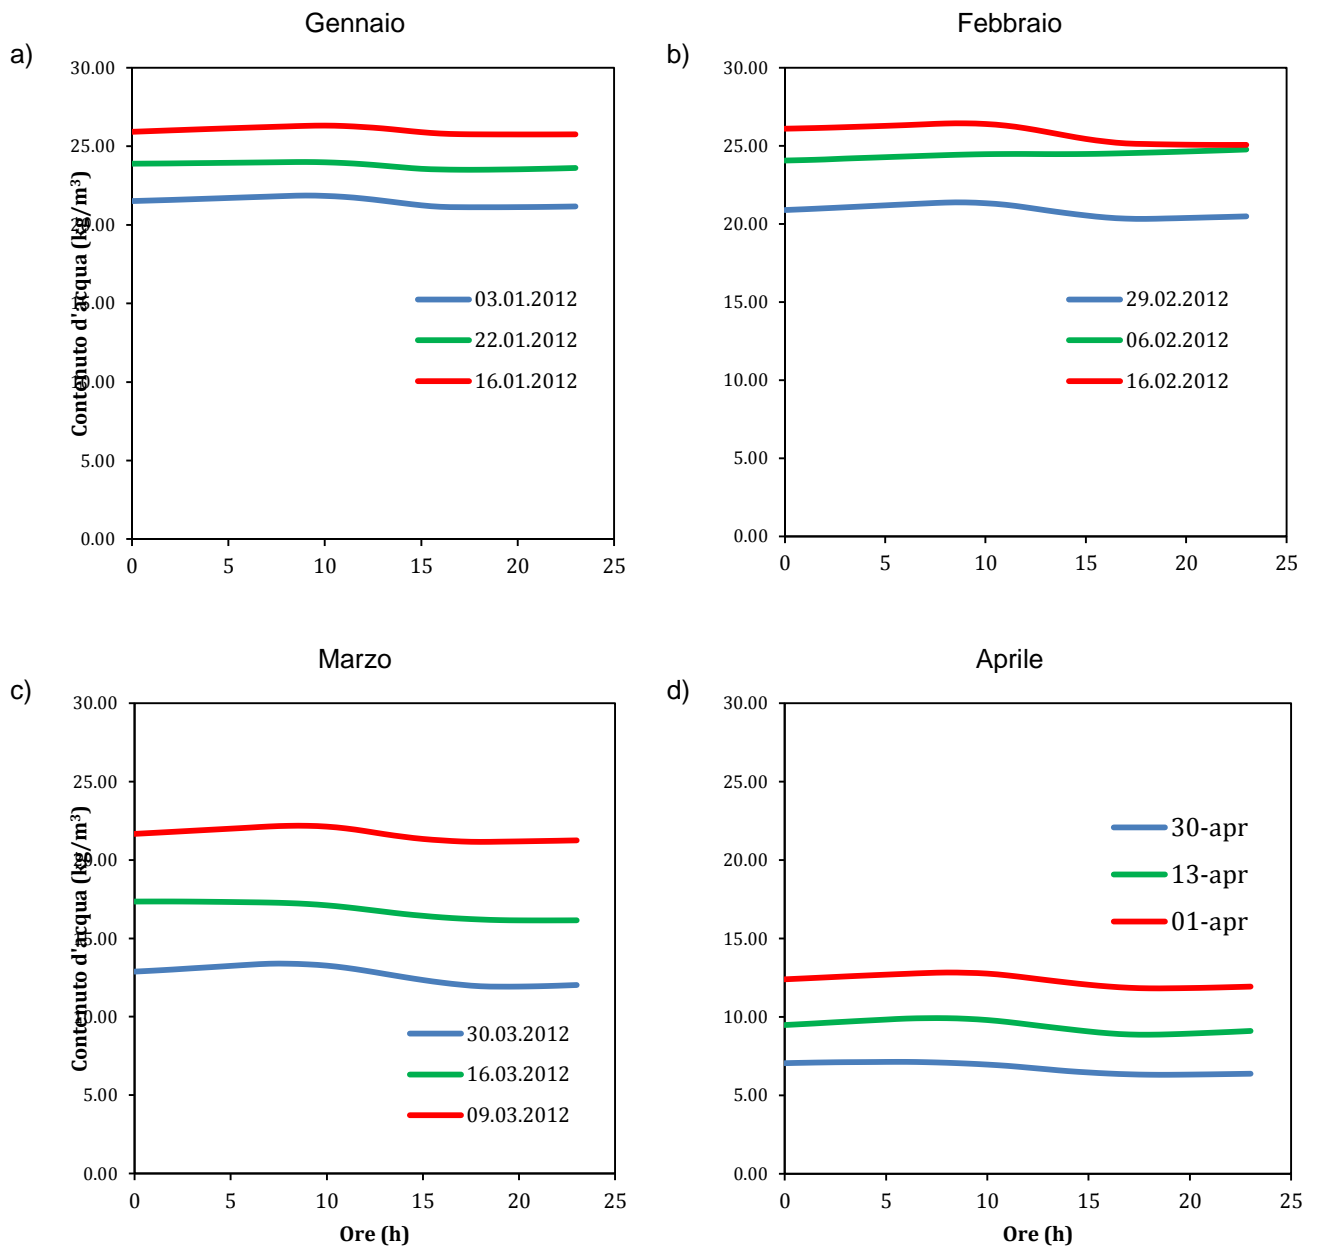 Gennaio
a)
Contenuto d'acqua (kg/m³)
30.00
25.00
20.00
15.00
10.00
5.00
0.00
03.01.2012
22.01.2012
16.01.2012
0 5 10 15 20 25
Febbraio
b)
30.00
25.00
20.00
15.00
10.00
5.00
0.00
29.02.2012
06.02.2012
16.02.2012
0 5 10 15 20 25
Marzo
c)
Contenuto d'acqua (kg/m³)
30.00
25.00
20.00
15.00
10.00
5.00
0.00
30.03.2012
16.03.2012
09.03.2012
0 5 10 15 20 25
Ore (h)
Aprile
d)
30.00
25.00
20.00
15.00
10.00
5.00
0.00
30-apr
13-apr
01-apr
0 5 10 15 20 25
Ore (h)